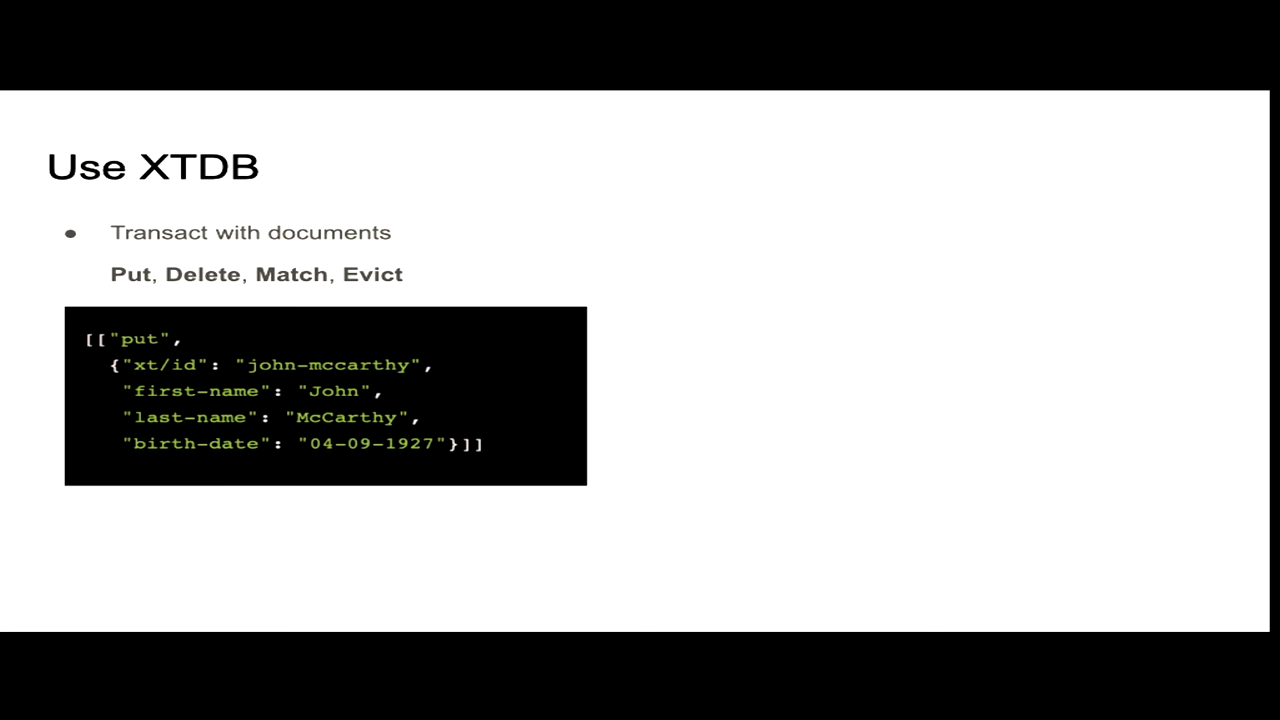 Use XTDB
● Transact with documents
Put, Delete, Match, Evict
[["put",
{"xt/id": "john-mccarthy",
"first-name": "John",
"last-name": "McCarthy",
"birth-date": "04-09-1927"}]]